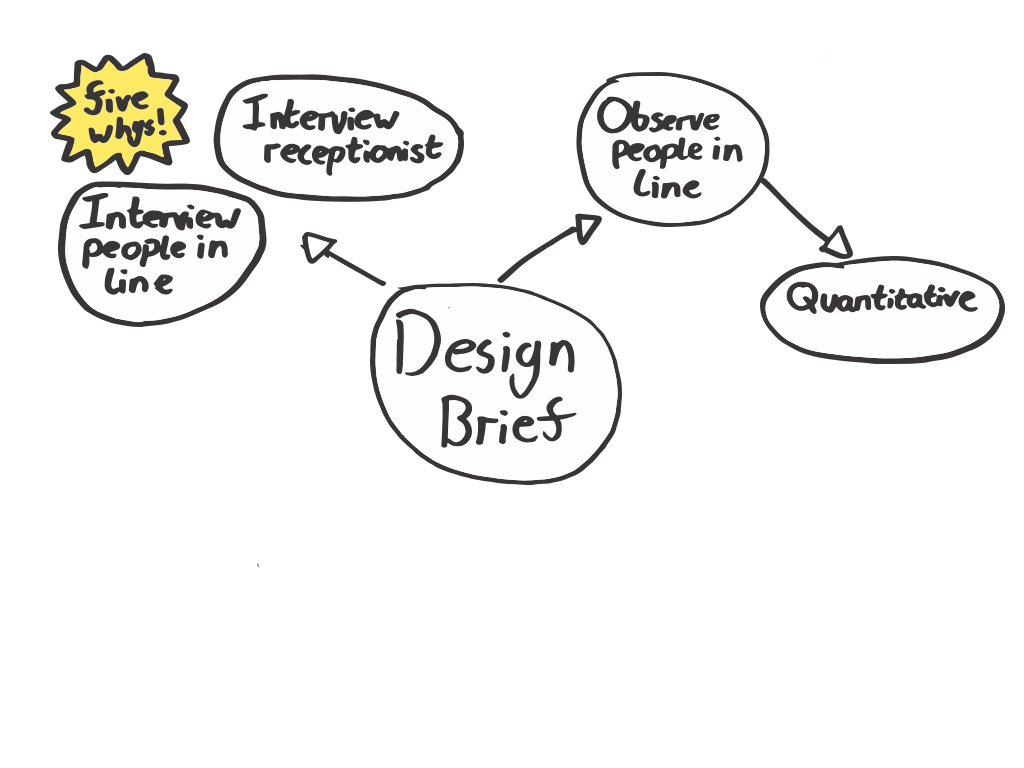 five
whys!
Interview
receptionist
Interview
people in
line
Observe
people in
line
Quantitative
Design
Brief